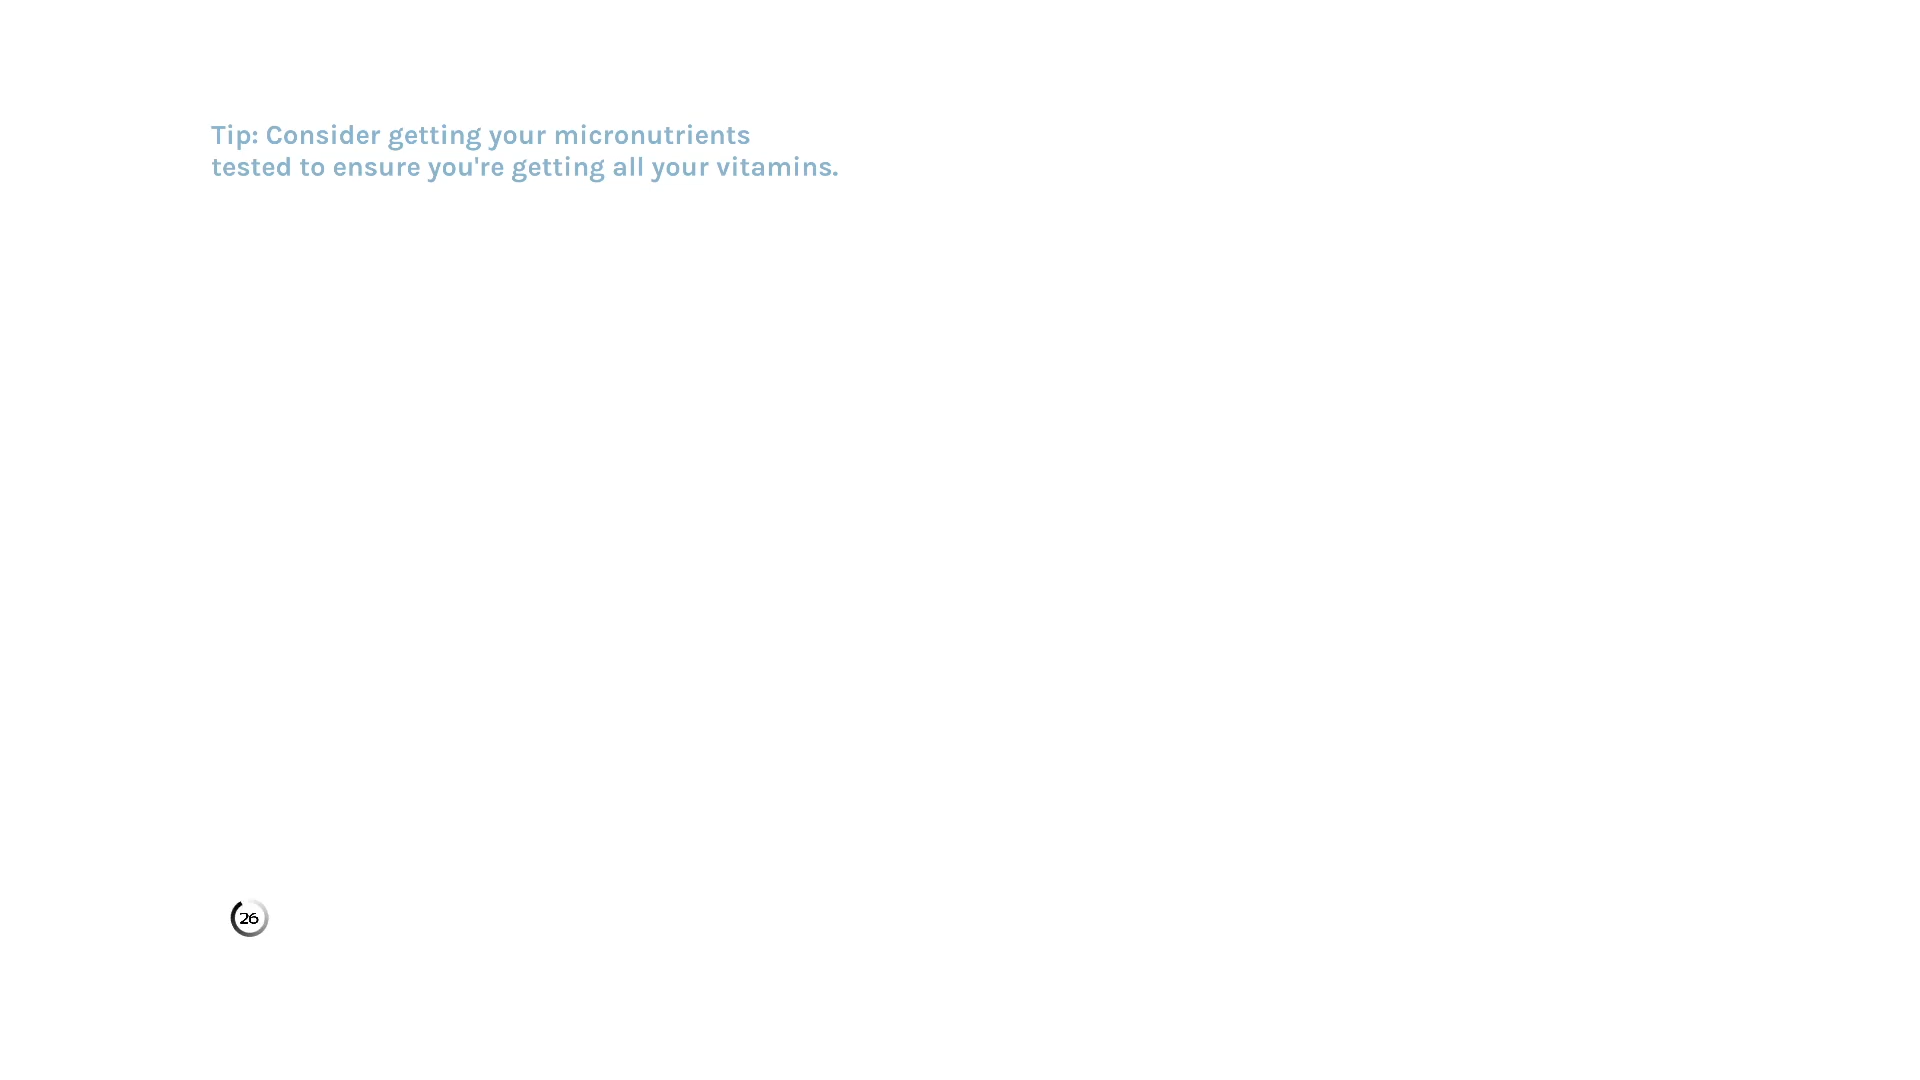 Tip: Consider getting your micronutrients
tested to ensure you're getting all your vitamins.
26